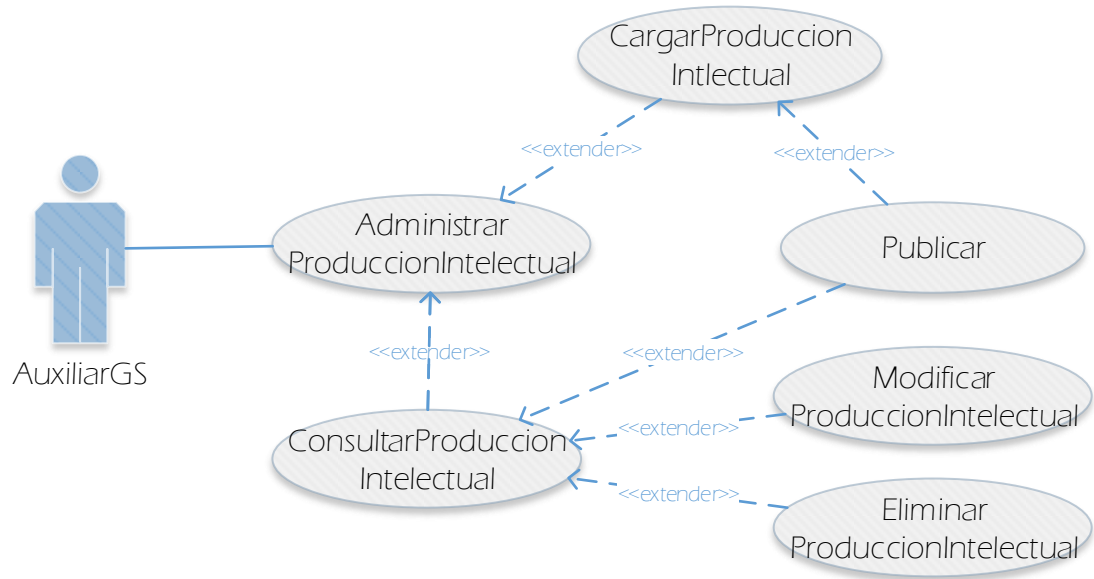 CargarProduccion
Intlectual
<<extender>>
<<extender>>
Administrar
ProduccionIntelectual
Publicar
AuxiliarGS
<<extender>>
<<extender>>
Modificar
ProduccionIntelectual
ConsultarProduccion
Intelectual
<<extender>>
<<extender>>
Eliminar
ProduccionIntelectual